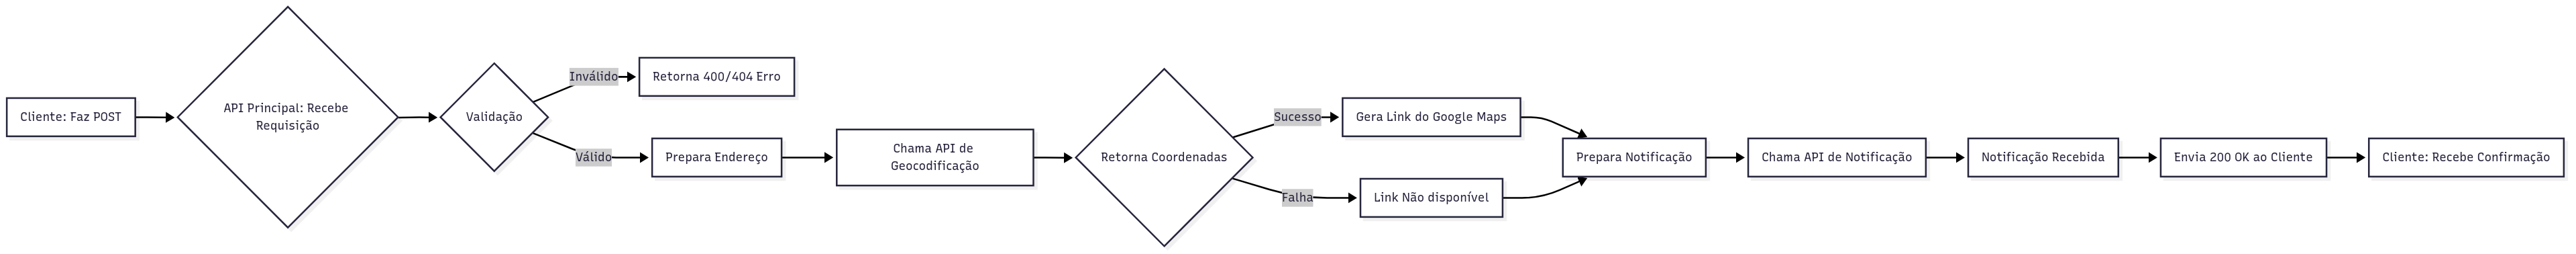 Cliente: Faz POST
API Principal: Recebe
Requisição
Validação
Inválido
Retorna 400/404 Erro
Válido
Prepara Endereço
Chama API de
Geocodificação
Retorna Coordenadas
Sucesso
Gera Link do Google Maps
Falha
Link Não disponível
Prepara Notificação
Chama API de Notificação
Notificação Recebida
Envia 200 OK ao Cliente
Cliente: Recebe Confirmação